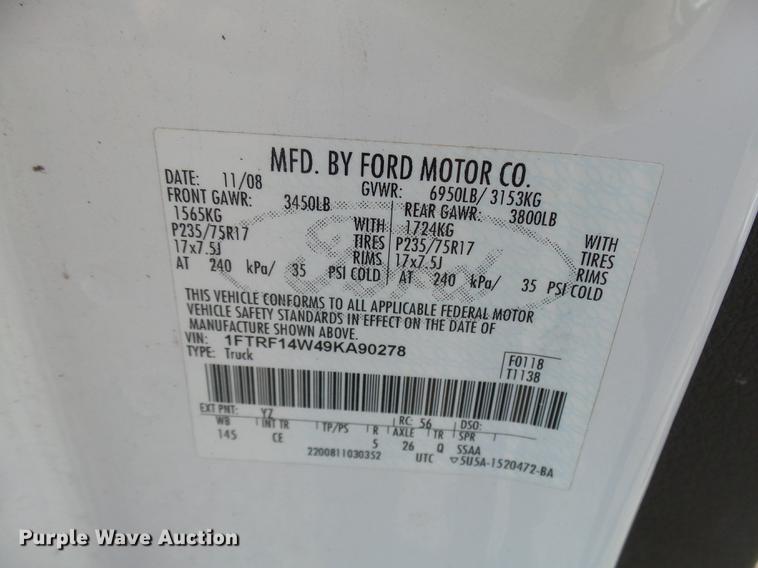 MFD. BY FORD MOTOR CO.
DATE: 11/08 GVWR: 6950LB/ 3153KG
FRONT GAWR: 3450LB REAR GAWR: 3800LB
1565KG WITH 1724KG WITH
P235/75R17 TIRES P235/75R17 TIRES
17x7.5J RIMS 17x7.5J RIMS
AT 240 kPa/ 35 PSI COLD AT 240 kPa/ 35 PSI COLD
Ford
THIS VEHICLE CONFORMS TO ALL APPLICABLE FEDERAL MOTOR
VEHICLE SAFETY STANDARDS IN EFFECT ON THE DATE OF
MANUFACTURE SHOWN ABOVE.
VIN: 1FTRF14W49KA90278 F0118
TYPE: Truck T1138
EXT PNT: YZ RC: 56 DSO:
WB INT TR TP/PS R AXLE TR SPR
145 CE 5 26 Q SSAA
2200811030352 UTC ▽5U5A-1520472-BA
Purple Wave Auction